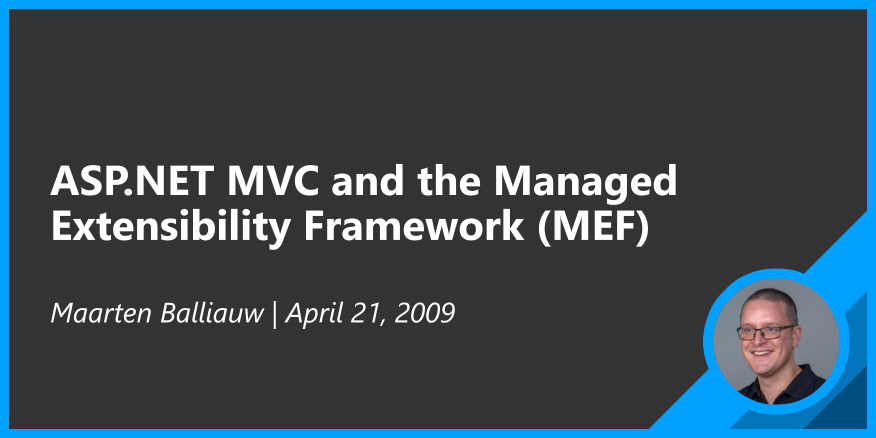 ASP.NET MVC and the Managed
Extensibility Framework (MEF)
Maarten Balliauw | April 21, 2009